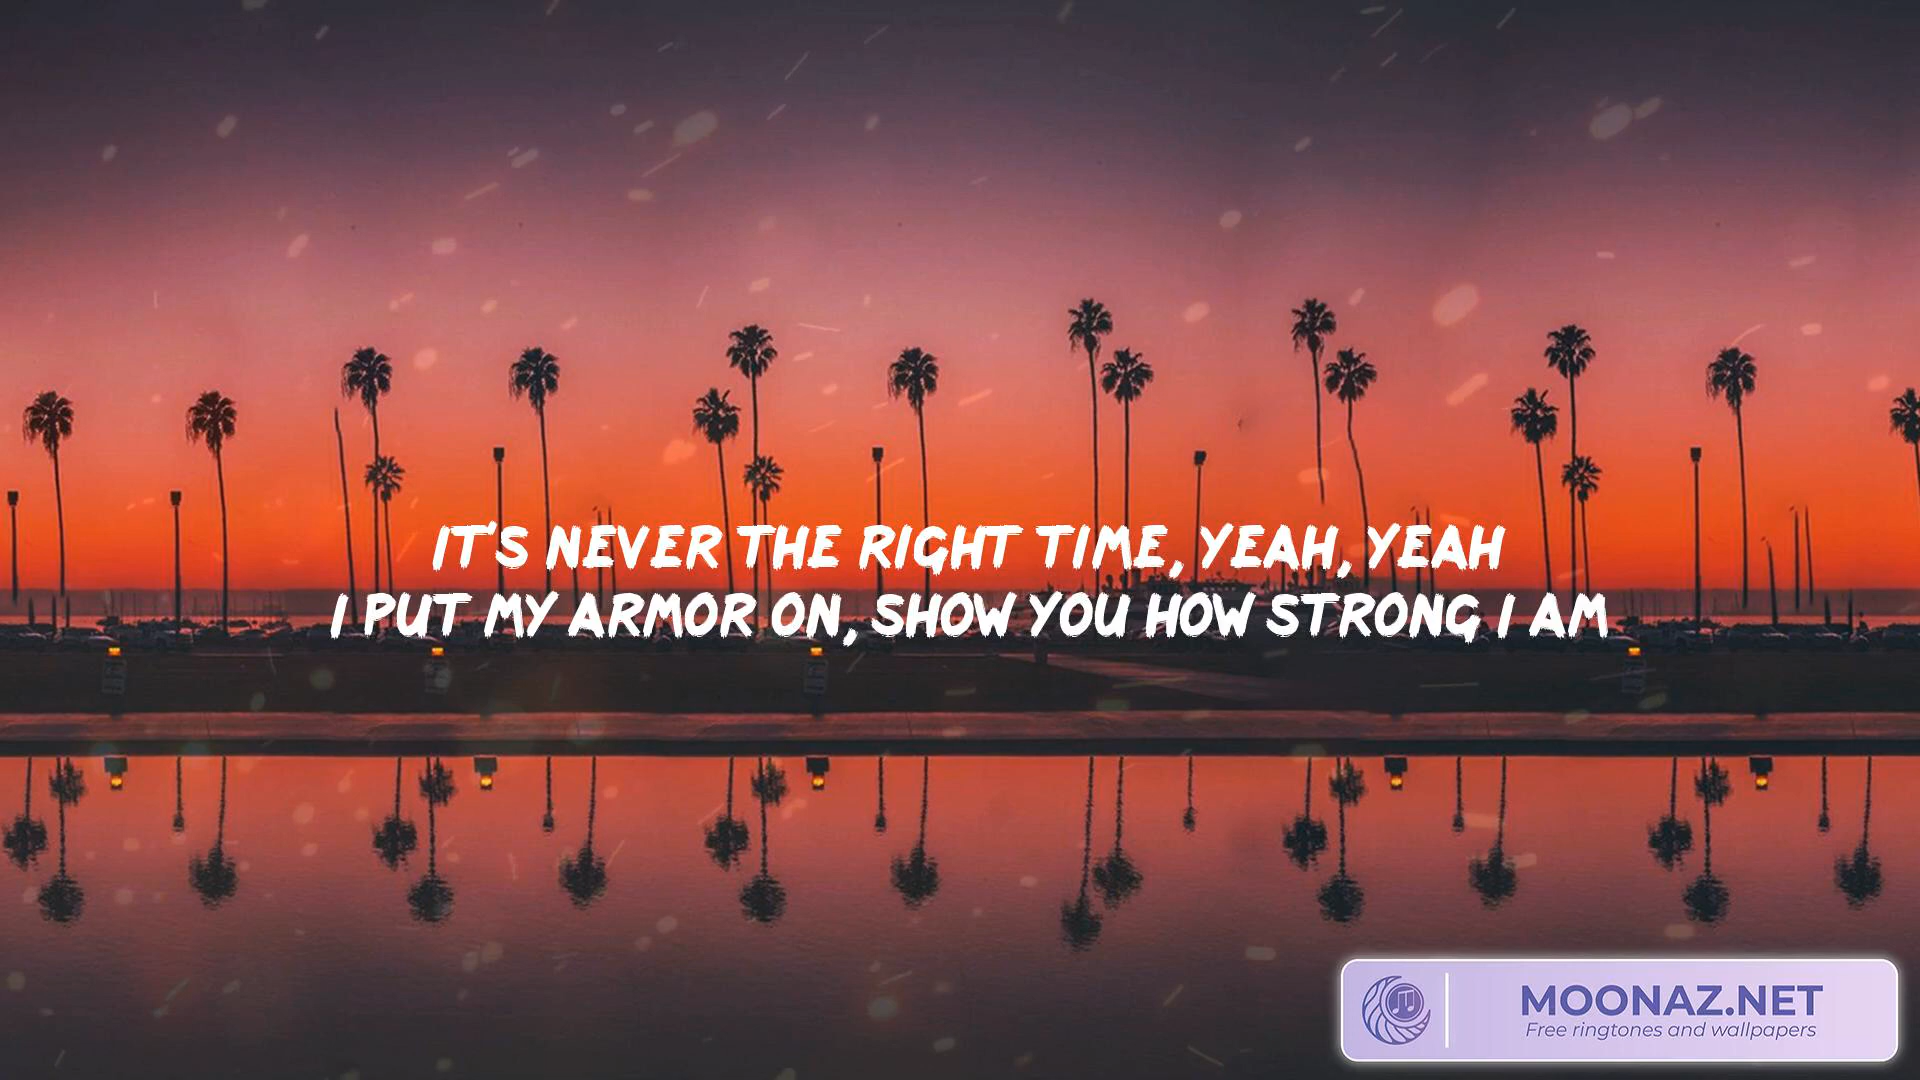 IT'S NEVER THE RIGHT TIME, YEAH, YEAH
I PUT MY ARMOR ON, SHOW YOU HOW STRONG I AM
MOONAZ.NET
Free ringtones and wallpapers